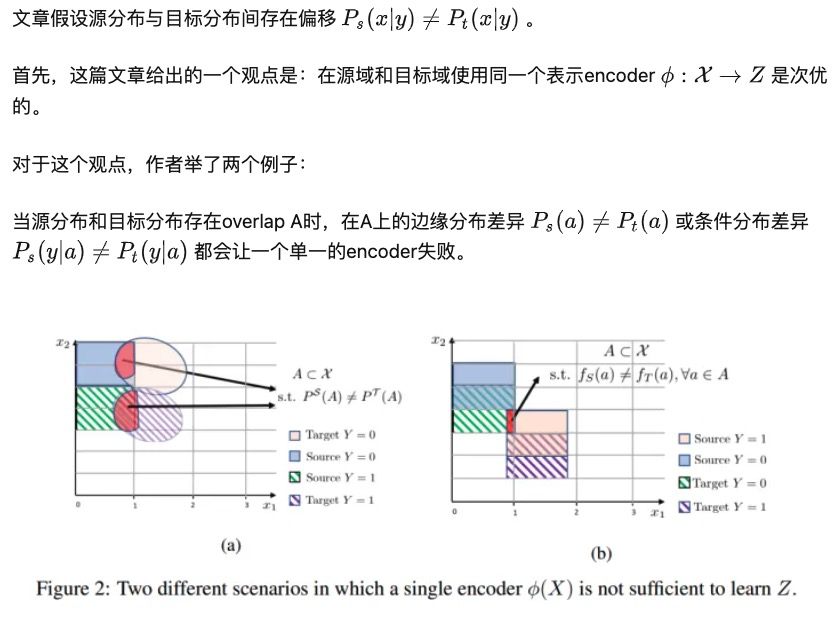 文章假设源分布与目标分布间存在偏移 Pₛ(x|y) ≠ Pₜ(x|y) 。
首先，这篇文章给出的一个观点是：在源域和目标域使用同一个表示encoder ϕ : 𝒳 → Z 是次优
的。
对于这个观点，作者举了两个例子：
当源分布和目标分布存在overlap A时，在A上的边缘分布差异 Pₛ(a) ≠ Pₜ(a) 或条件分布差异
Pₛ(y|a) ≠ Pₜ(y|a) 都会让一个单一的encoder失败。
x₂
A ⊂ 𝒳
s.t. Pˢ(A) ≠ Pᵀ(A)
Target Y = 0
Source Y = 0
Source Y = 1
Target Y = 1
0 1 2 3 x₁
(a)
x₂
A ⊂ 𝒳
s.t. f_S(a) ≠ f_T(a), ∀a ∈ A
Source Y = 1
Source Y = 0
Target Y = 0
Target Y = 1
0 1 2 3 x₁
(b)
Figure 2: Two different scenarios in which a single encoder ϕ(X) is not sufficient to learn Z.